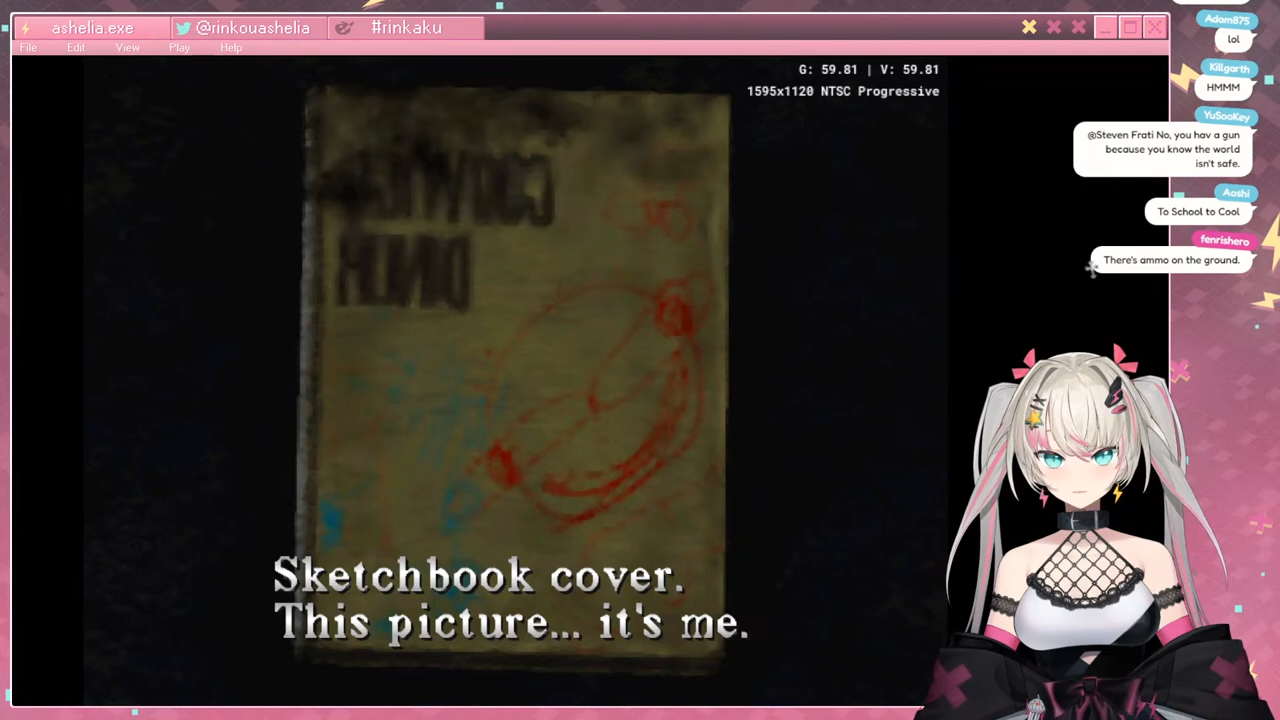 ashelia.exe
@rinkouashelia
#rinkaku
File Edit View Play Help
G: 59.81 | V: 59.81
1595x1120 NTSC Progressive
Sketchbook cover.
This picture... it's me.
Adam875
lol
Killgarth
HMMM
YuSooKey
@Steven Frati No, you hav a gun
because you know the world
isn't safe.
Aoshi
To School to Cool
fenrishero
There's ammo on the ground.